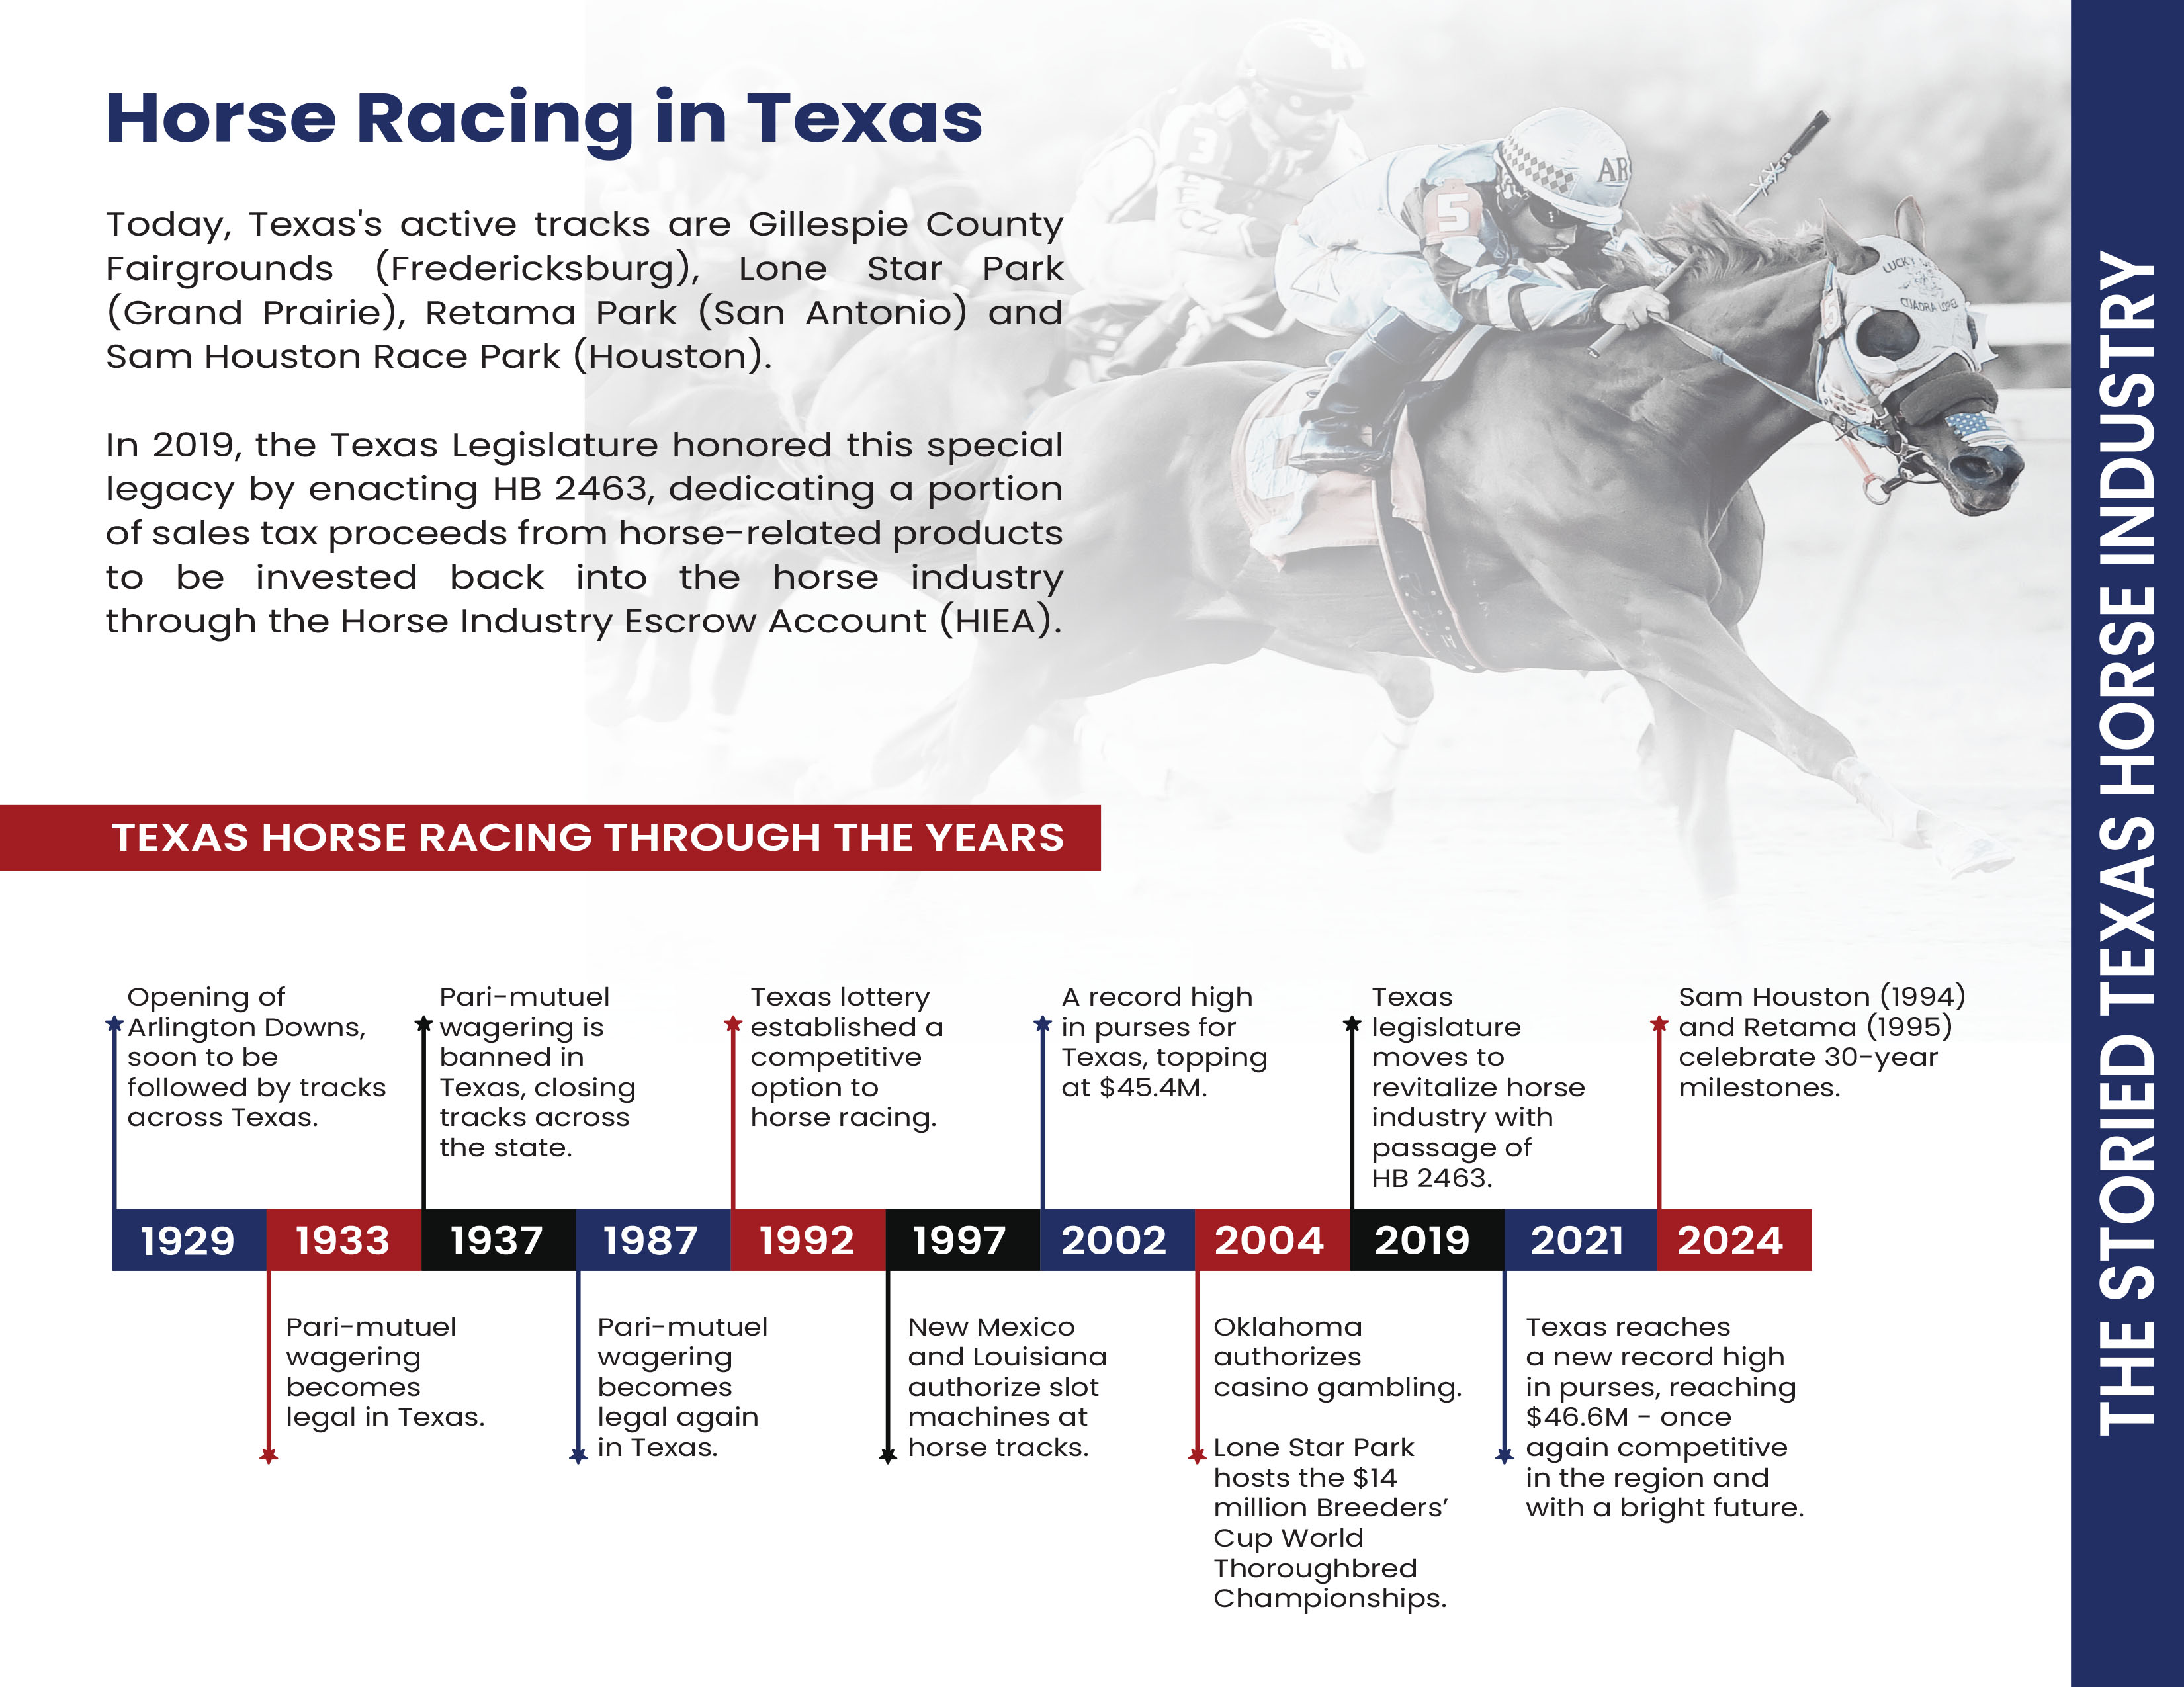 Horse Racing in Texas
Today, Texas's active tracks are Gillespie County
Fairgrounds (Fredericksburg), Lone Star Park
(Grand Prairie), Retama Park (San Antonio) and
Sam Houston Race Park (Houston).
In 2019, the Texas Legislature honored this special
legacy by enacting HB 2463, dedicating a portion
of sales tax proceeds from horse-related products
to be invested back into the horse industry
through the Horse Industry Escrow Account (HIEA).
3
5
CUADRA LOPEZ
THE STORIED TEXAS HORSE INDUSTRY
TEXAS HORSE RACING THROUGH THE YEARS
Opening of
Arlington Downs,
soon to be
followed by tracks
across Texas.
Pari-mutuel
wagering is
banned in
Texas, closing
tracks across
the state.
Texas lottery
established a
competitive
option to
horse racing.
A record high
in purses for
Texas, topping
at $45.4M.
Texas
legislature
moves to
revitalize horse
industry with
passage of
HB 2463.
Sam Houston (1994)
and Retama (1995)
celebrate 30-year
milestones.
1929 1933 1937 1987 1992 1997 2002 2004 2019 2021 2024
Pari-mutuel
wagering
becomes
legal in Texas.
Pari-mutuel
wagering
becomes
legal again
in Texas.
New Mexico
and Louisiana
authorize slot
machines at
horse tracks.
Oklahoma
authorizes
casino gambling.
Lone Star Park
hosts the $14
million Breeders’
Cup World
Thoroughbred
Championships.
Texas reaches
a new record high
in purses, reaching
$46.6M - once
again competitive
in the region and
with a bright future.